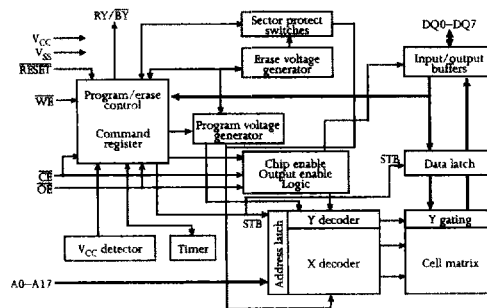 RY/BY
Sector protect
switches
DQ0–DQ7
VCC
VSS
RESET
Erase voltage
generator
Input/output
buffers
Program/erase
control
WE
Command
register
Program voltage
generator
Chip enable
Output enable
Logic
STB
Data latch
CE
OE
STB
Address latch
Y decoder
Y gating
VCC detector
Timer
X decoder
Cell matrix
A0–A17